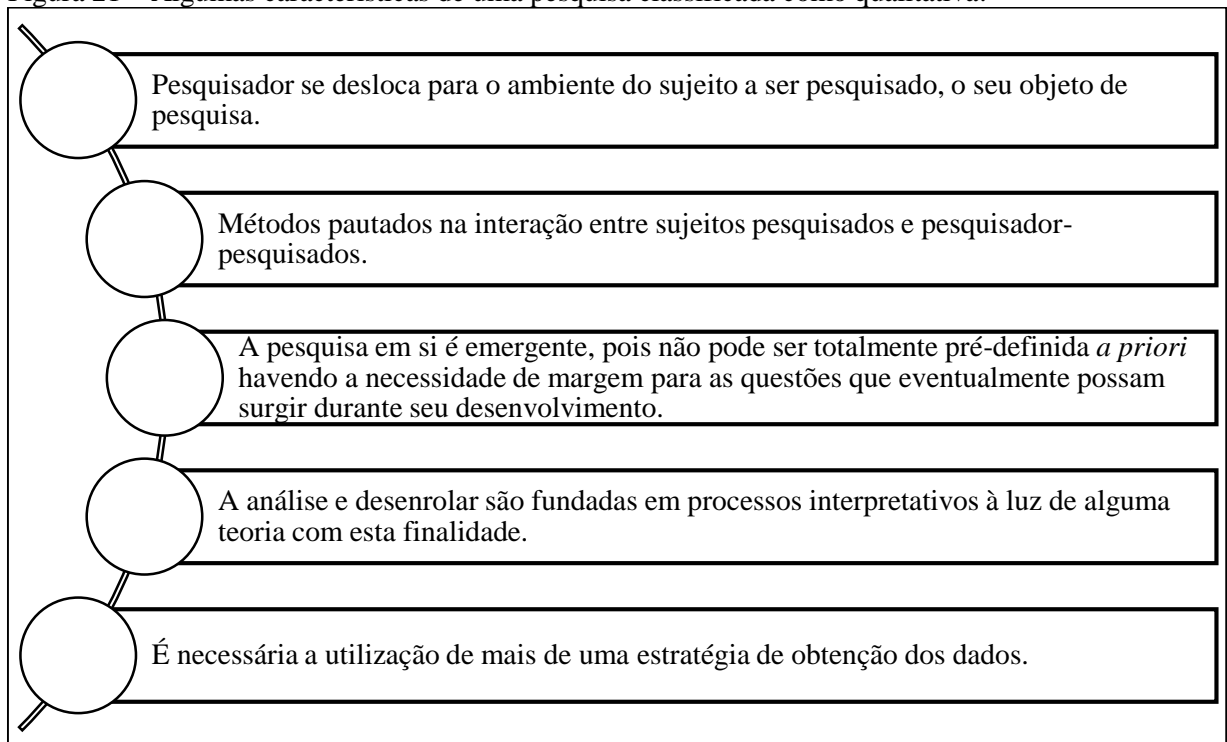 Figura 21 – Algumas características de uma pesquisa classificada como qualitativa.
Pesquisador se desloca para o ambiente do sujeito a ser pesquisado, o seu objeto de
pesquisa.
Métodos pautados na interação entre sujeitos pesquisados e pesquisador-
pesquisados.
A pesquisa em si é emergente, pois não pode ser totalmente pré-definida a priori
havendo a necessidade de margem para as questões que eventualmente possam
surgir durante seu desenvolvimento.
A análise e desenrolar são fundadas em processos interpretativos à luz de alguma
teoria com esta finalidade.
É necessária a utilização de mais de uma estratégia de obtenção dos dados.